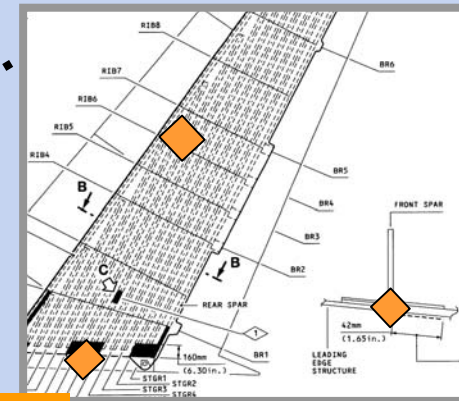 RIB8
BR6
RIB7
RIB6
RIB5
BR5
RIB4
BR4
FRONT SPAR
B
BR3
C
B
BR2
REAR SPAR
1
42mm
(1.65in.)
160mm
(6.30in.)
BR1
LEADING
EDGE
STRUCTURE
STGR1
STGR2
STGR3
STGR4